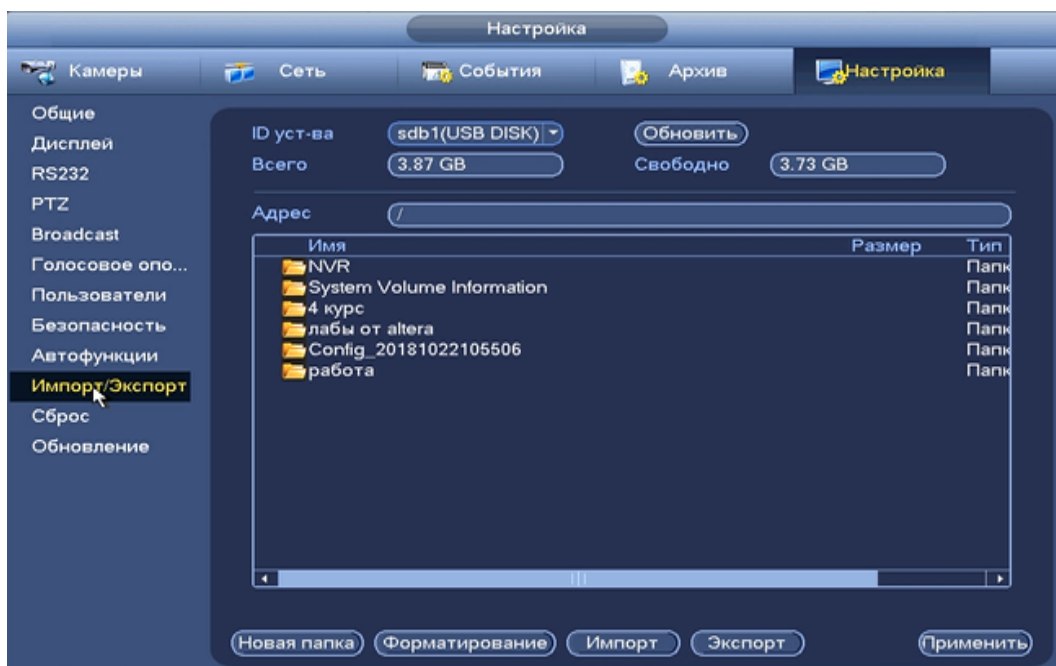 Настройка
Камеры Сеть События Архив Настройка
Общие
Дисплей
RS232
PTZ
Broadcast
Голосовое опо...
Пользователи
Безопасность
Автофункции
Импорт/Экспорт
Сброс
Обновление
ID уст-ва sdb1(USB DISK) Обновить
Всего 3.87 GB Свободно 3.73 GB
Адрес /
Имя Размер Тип
NVR Папк
System Volume Information Папк
4 курс Папк
лабы от altera Папк
Config_20181022105506 Папк
работа Папк
Новая папка Форматирование Импорт Экспорт Применить